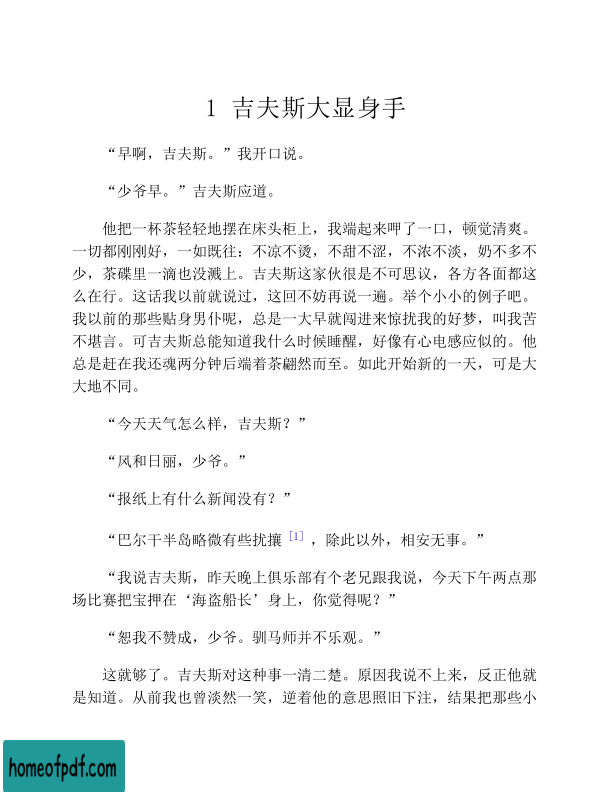 1 吉夫斯大显身手
“早啊，吉夫斯。”我开口说。
“少爷早。”吉夫斯应道。
他把一杯茶轻轻地摆在床头柜上，我端起来呷了一口，顿觉清爽。
一切都刚刚好，一如既往：不凉不烫，不甜不涩，不浓不淡，奶不多不
少，茶碟里一滴也没溅上。吉夫斯这家伙很是不可思议，各方各面都这
么在行。这话我以前就说过，这回不妨再说一遍。举个小小的例子吧。
我以前的那些贴身男仆呢，总是一大早就闯进来惊扰我的好梦，叫我苦
不堪言。可吉夫斯总能知道我什么时候睡醒，好像有心电感应似的。他
总是赶在我还魂两分钟后端着茶翩然而至。如此开始新的一天，可是大
大地不同。
“今天天气怎么样，吉夫斯？”
“风和日丽，少爷。”
“报纸上有什么新闻没有？”
“巴尔干半岛略微有些扰攘 [1] ，除此以外，相安无事。”
“我说吉夫斯，昨天晚上俱乐部有个老兄跟我说，今天下午两点那
场比赛把宝押在‘海盗船长’身上，你觉得呢？”
“恕我不赞成，少爷。驯马师并不乐观。”
这就够了。吉夫斯对这种事一清二楚。原因我说不上来，反正他就
是知道。从前我也曾淡然一笑，逆着他的意思照旧下注，结果把那些小
homeofpdf.com